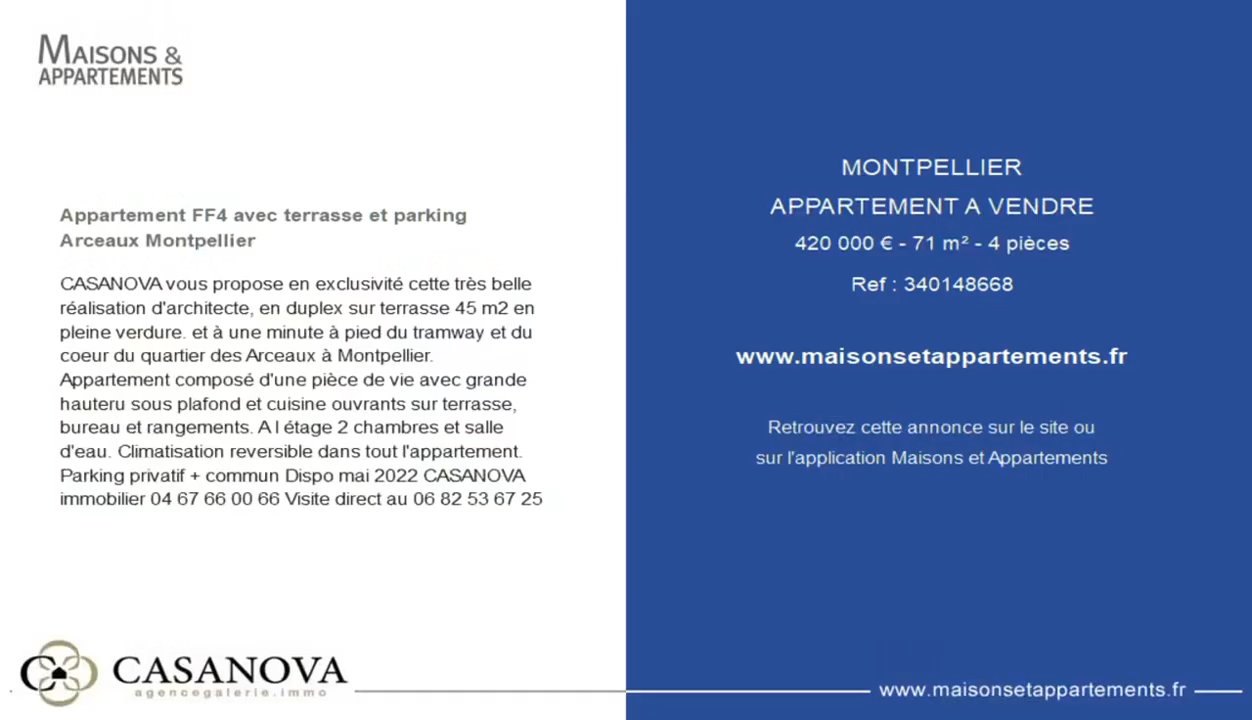 MAISONS &
APPARTEMENTS
Appartement FF4 avec terrasse et parking
Arceaux Montpellier
CASANOVA vous propose en exclusivité cette très belle
réalisation d'architecte, en duplex sur terrasse 45 m2 en
pleine verdure. et à une minute à pied du tramway et du
coeur du quartier des Arceaux à Montpellier.
Appartement composé d'une pièce de vie avec grande
hauteru sous plafond et cuisine ouvrants sur terrasse,
bureau et rangements. A l étage 2 chambres et salle
d'eau. Climatisation reversible dans tout l'appartement.
Parking privatif + commun Dispo mai 2022 CASANOVA
immobilier 04 67 66 00 66 Visite direct au 06 82 53 67 25
CASANOVA
agencegalerie.immo
MONTPELLIER
APPARTEMENT A VENDRE
420 000 € - 71 m² - 4 pièces
Ref : 340148668
www.maisonsetappartements.fr
Retrouvez cette annonce sur le site ou
sur l'application Maisons et Appartements
www.maisonsetappartements.fr